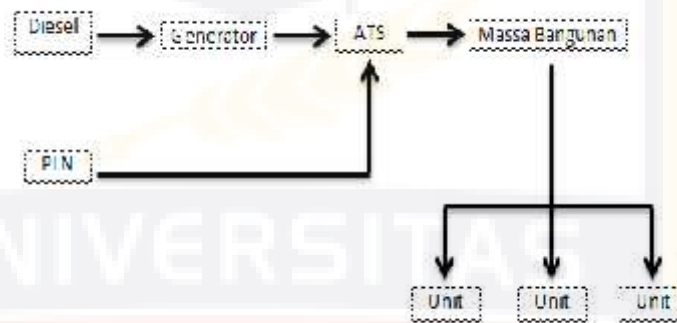 Diesel
Generator
ATS
Massa Bangunan
PLN
UNIVERSITAS
Unit
Unit
Unit